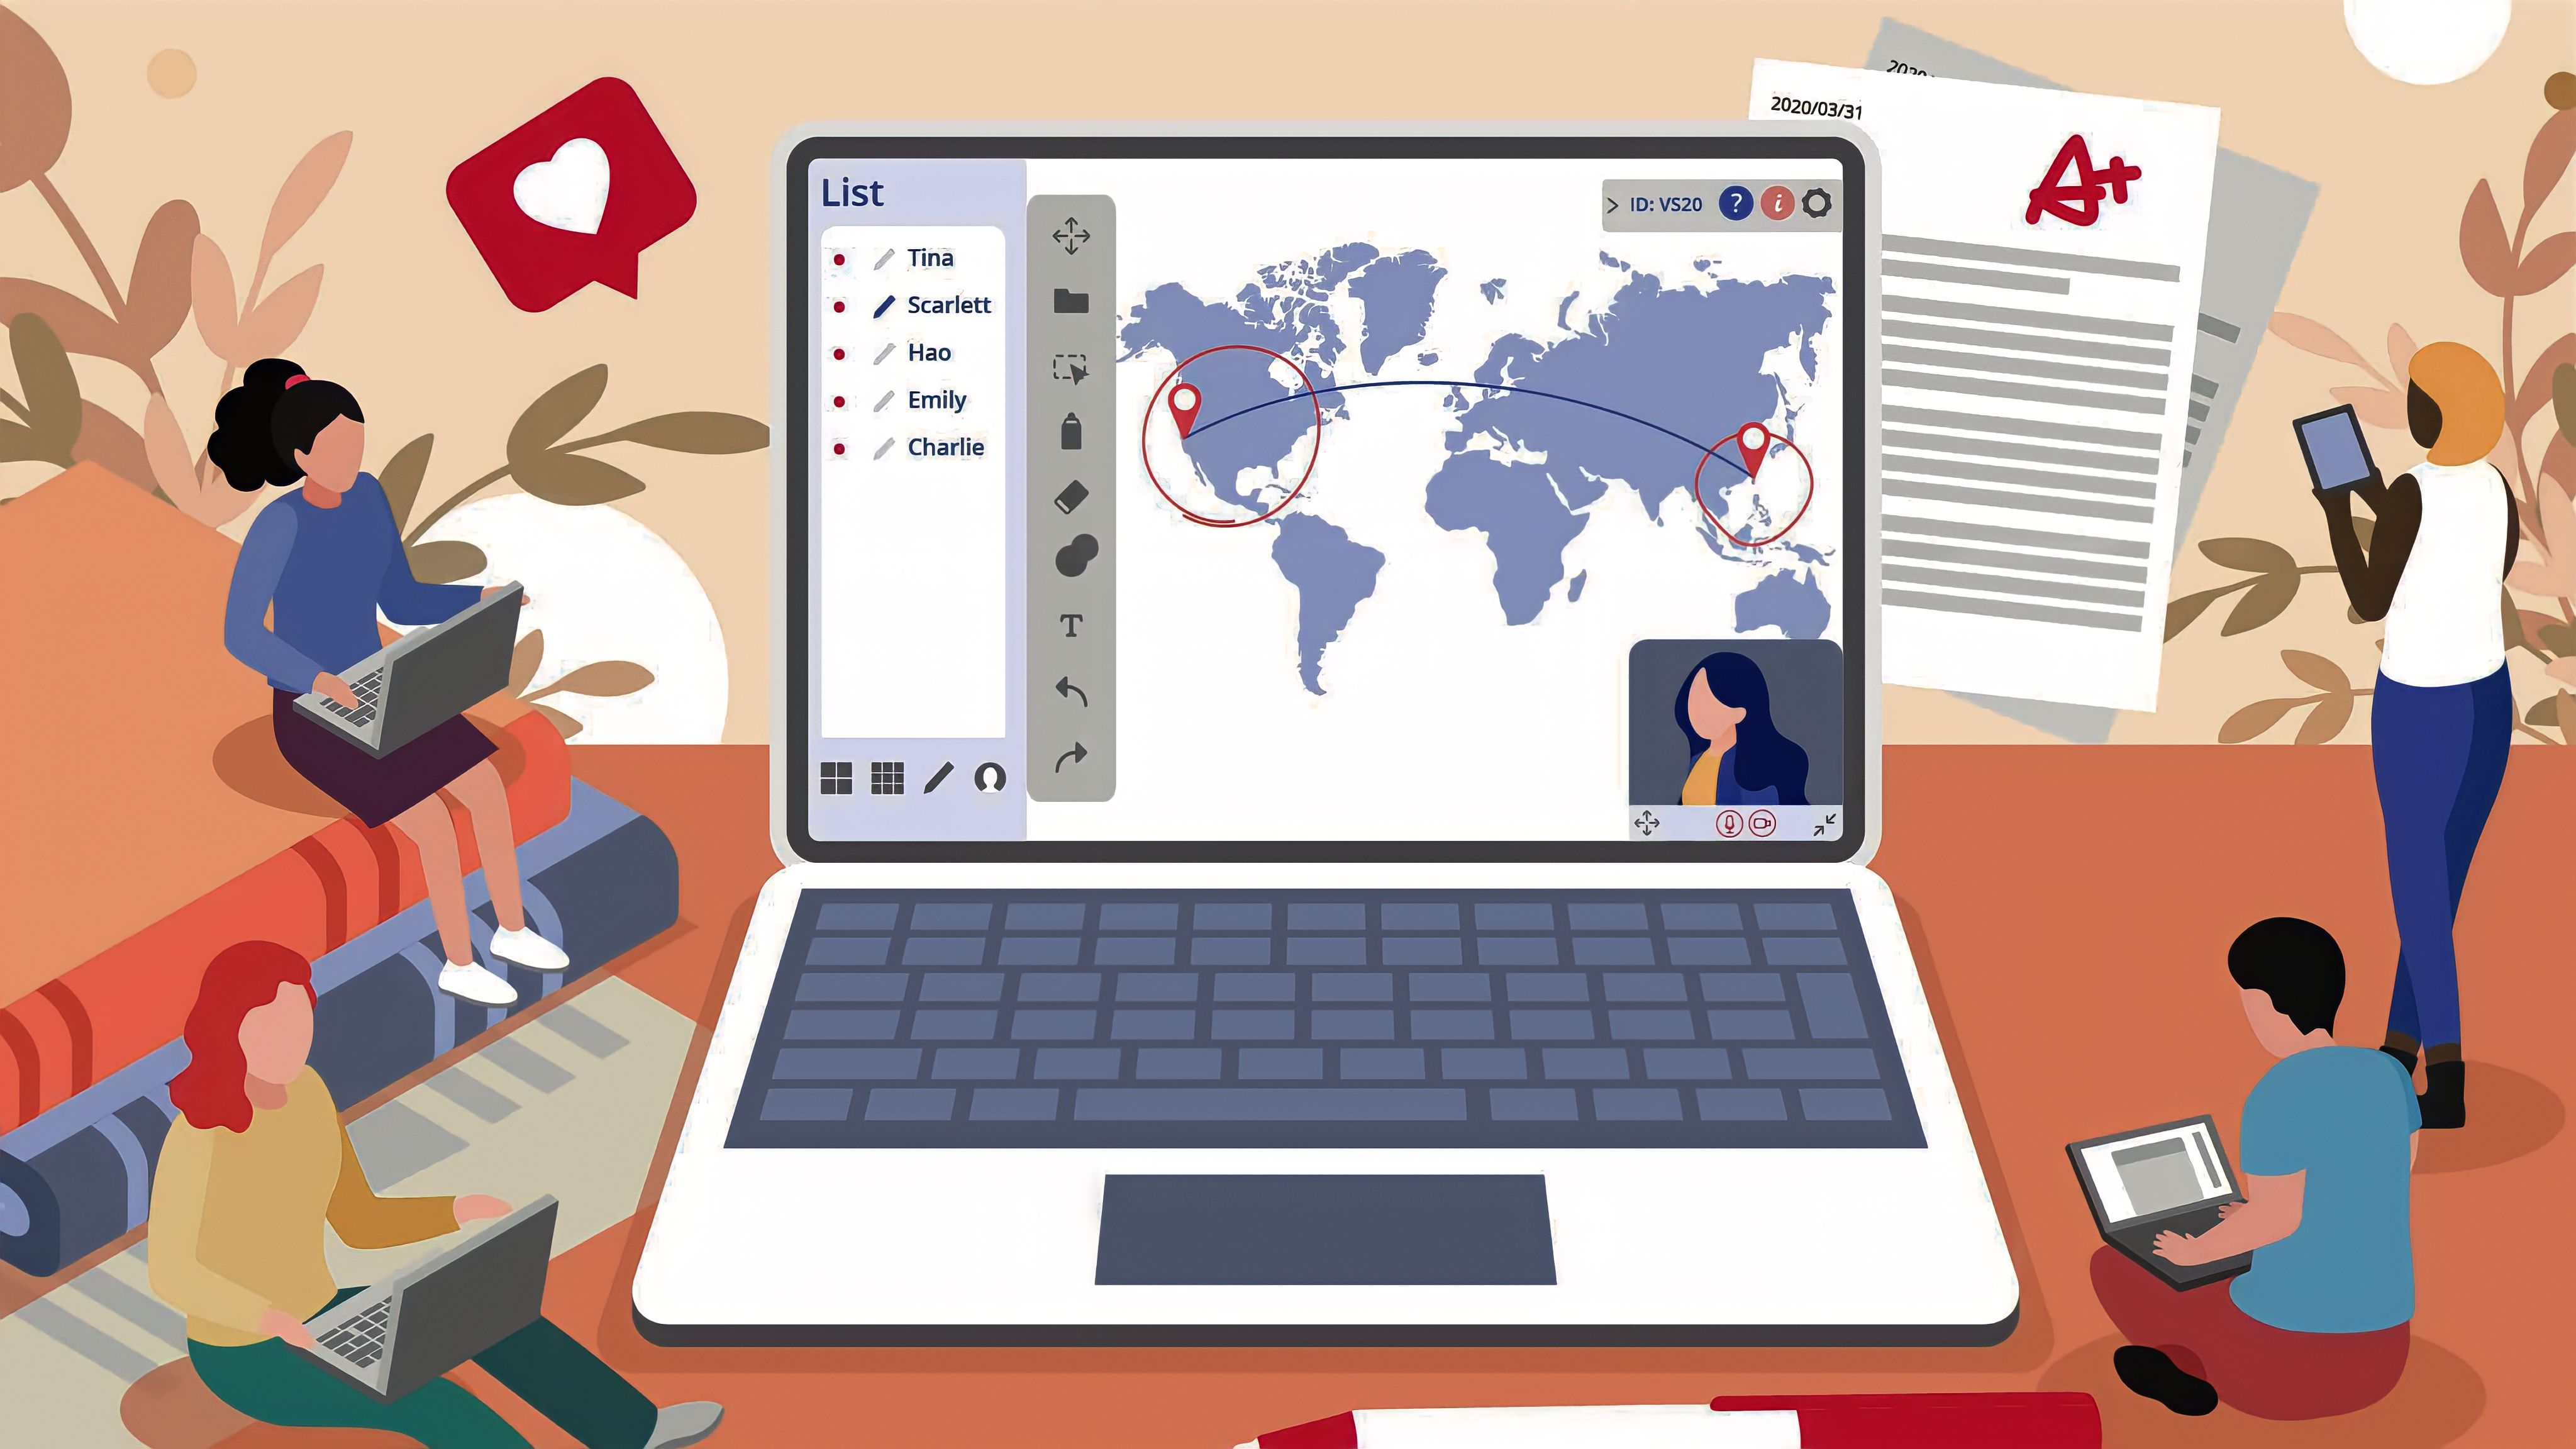 List
Tina
Scarlett
Hao
Emily
Charlie
T
> ID: VS20 ? i
2020/03/31
A+